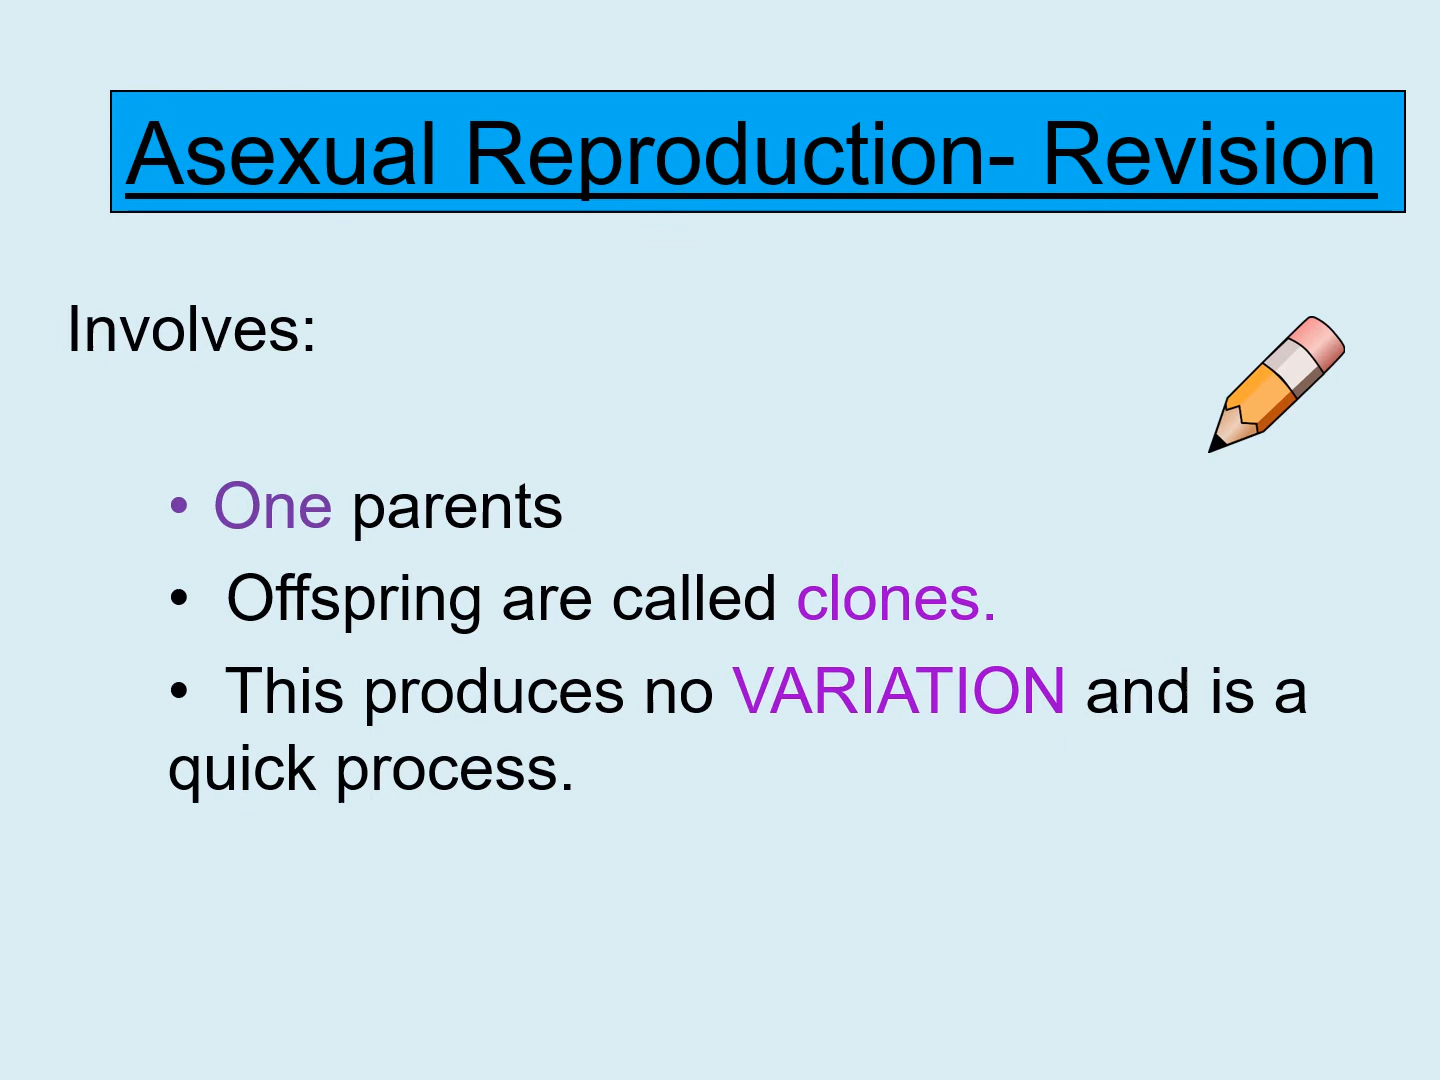 Asexual Reproduction- Revision
Involves:
• One parents
• Offspring are called clones.
• This produces no VARIATION and is a
quick process.